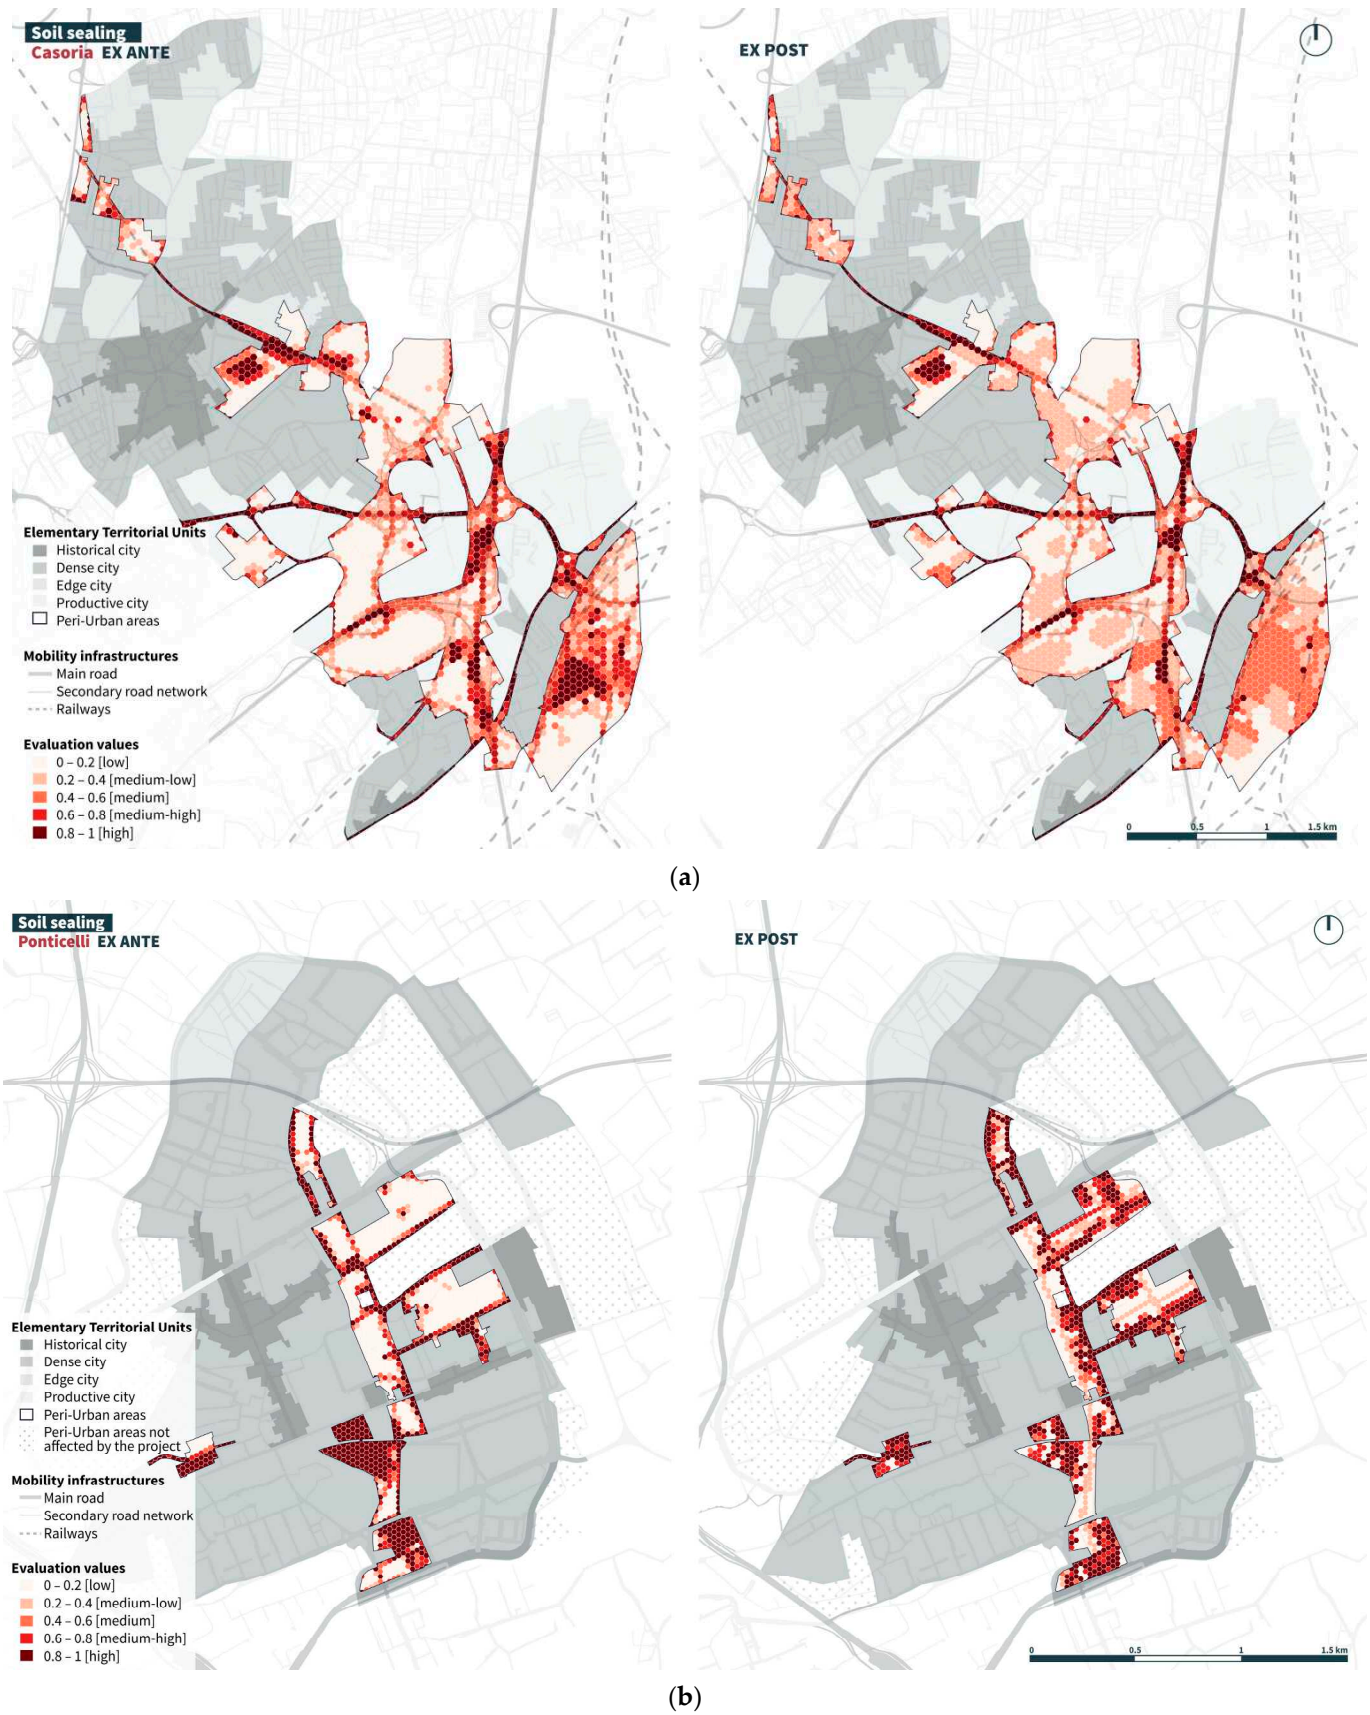 Soil sealing
Casoria EX ANTE
EX POST
Elementary Territorial Units
Historical city
Dense city
Edge city
Productive city
Peri-Urban areas
Mobility infrastructures
Main road
Secondary road network
Railways
Evaluation values
0 – 0.2 [low]
0.2 – 0.4 [medium-low]
0.4 – 0.6 [medium]
0.6 – 0.8 [medium-high]
0.8 – 1 [high]
0 0.5 1 1.5 km
(a)
Soil sealing
Ponticelli EX ANTE
EX POST
Elementary Territorial Units
Historical city
Dense city
Edge city
Productive city
Peri-Urban areas
Peri-Urban areas not
affected by the project
Mobility infrastructures
Main road
Secondary road network
Railways
Evaluation values
0 – 0.2 [low]
0.2 – 0.4 [medium-low]
0.4 – 0.6 [medium]
0.6 – 0.8 [medium-high]
0.8 – 1 [high]
0 0.5 1 1.5 km
(b)